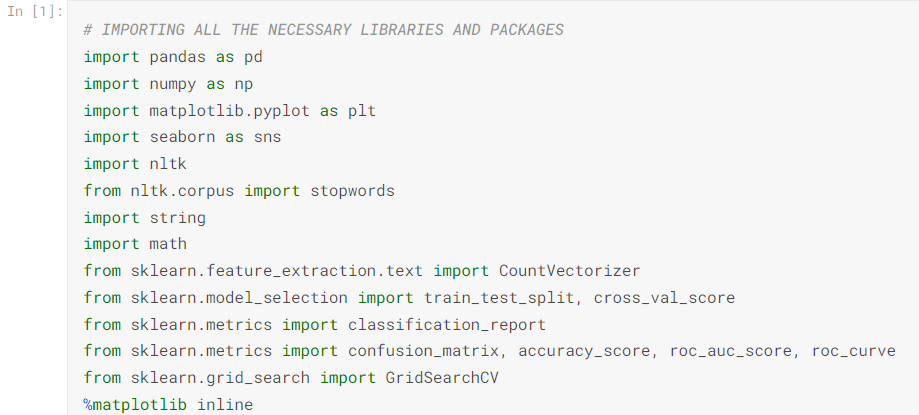 In [1]:
# IMPORTING ALL THE NECESSARY LIBRARIES AND PACKAGES
import pandas as pd
import numpy as np
import matplotlib.pyplot as plt
import seaborn as sns
import nltk
from nltk.corpus import stopwords
import string
import math
from sklearn.feature_extraction.text import CountVectorizer
from sklearn.model_selection import train_test_split, cross_val_score
from sklearn.metrics import classification_report
from sklearn.metrics import confusion_matrix, accuracy_score, roc_auc_score, roc_curve
from sklearn.grid_search import GridSearchCV
%matplotlib inline